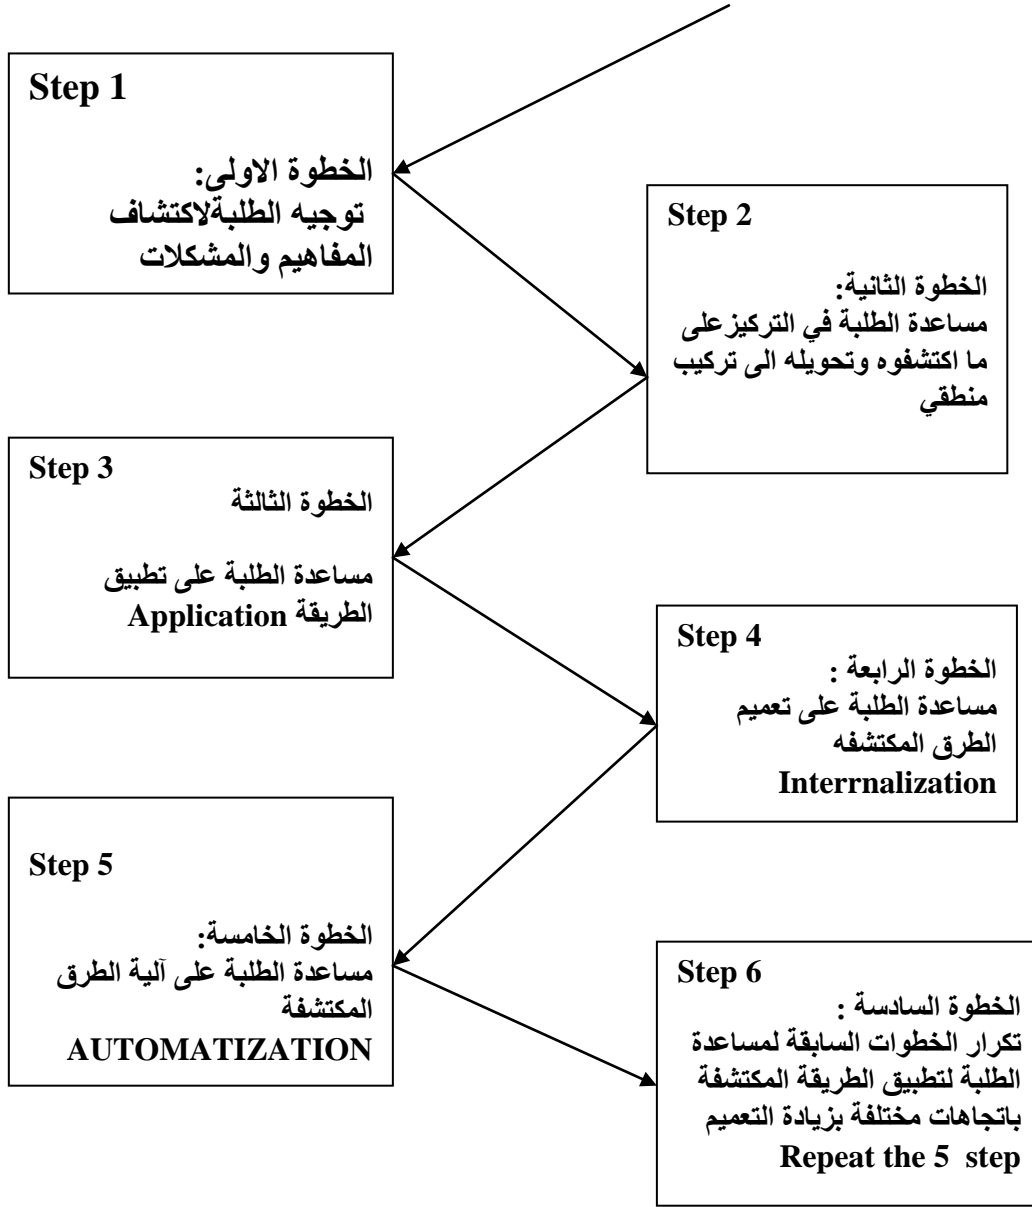 Step 1
الخطوة الاولى:
توجيه الطلبةلاكتشاف
المفاهيم والمشكلات
Step 2
الخطوة الثانية:
مساعدة الطلبة في التركيزعلى
ما اكتشفوه وتحويله الى تركيب
منطقي
Step 3
الخطوة الثالثة
مساعدة الطلبة على تطبيق
الطريقة Application
Step 4
الخطوة الرابعة :
مساعدة الطلبة على تعميم
الطرق المكتشفه
Interrnalization
Step 5
الخطوة الخامسة:
مساعدة الطلبة على آلية الطرق
المكتشفة
AUTOMATIZATION
Step 6
الخطوة السادسة :
تكرار الخطوات السابقة لمساعدة
الطلبة لتطبيق الطريقة المكتشفة
باتجاهات مختلفة بزيادة التعميم
Repeat the 5 step